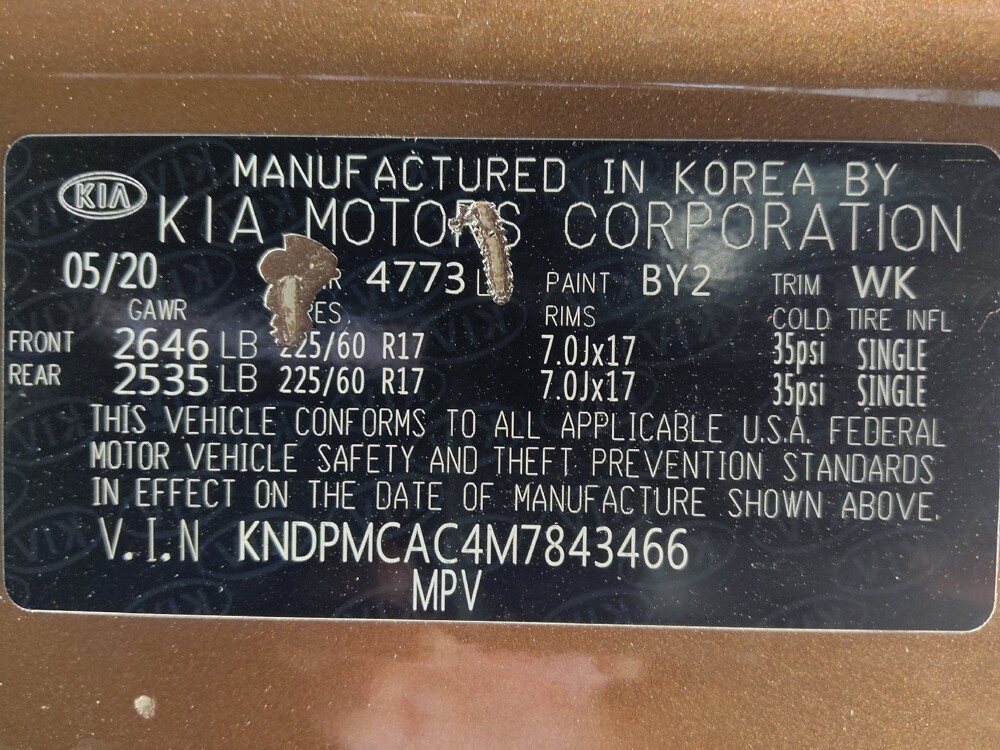 KIA MANUFACTURED IN KOREA BY
KIA MOTORS CORPORATION
05/20 4773 PAINT BY2 TRIM WK
GAWR RIMS COLD TIRE INFL
FRONT 2646 LB 225/60 R17 7.0Jx17 35psi SINGLE
REAR 2535 LB 225/60 R17 7.0Jx17 35psi SINGLE
THIS VEHICLE CONFORMS TO ALL APPLICABLE U.S.A. FEDERAL
MOTOR VEHICLE SAFETY AND THEFT PREVENTION STANDARDS
IN EFFECT ON THE DATE OF MANUFACTURE SHOWN ABOVE.
V.I.N KNDPMCAC4M7843466
MPV